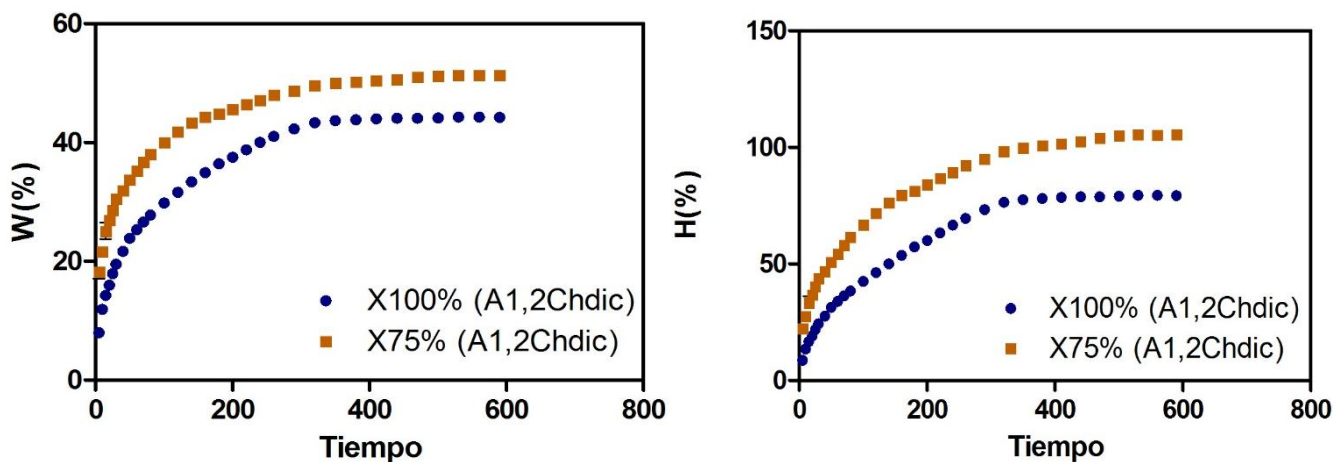 W(%)
60
40
20
0
X100% (A1,2Chdic)
X75% (A1,2Chdic)
0 200 400 600 800
Tiempo
H(%)
150
100
50
0
X100% (A1,2Chdic)
X75% (A1,2Chdic)
0 200 400 600 800
Tiempo